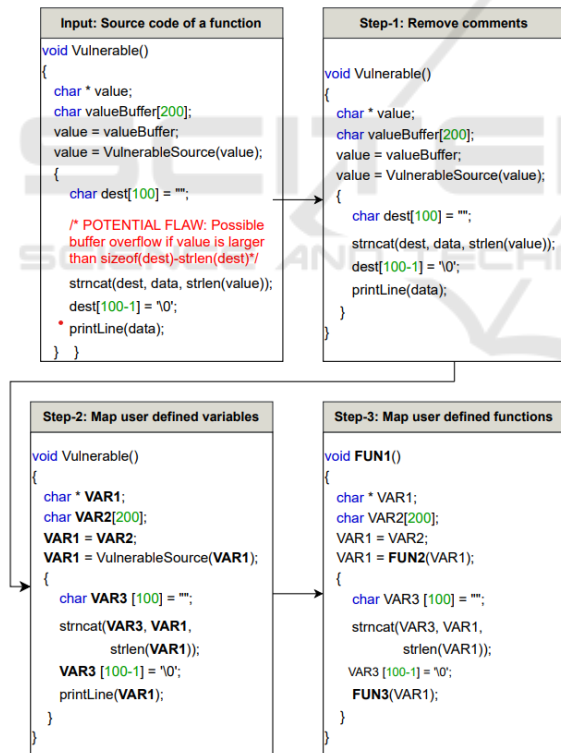 Input: Source code of a function
void Vulnerable()
{
char * value;
char valueBuffer[200];
value = valueBuffer;
value = VulnerableSource(value);
{
char dest[100] = "";
/* POTENTIAL FLAW: Possible
buffer overflow if value is larger
than sizeof(dest)-strlen(dest)*/
strncat(dest, data, strlen(value));
dest[100-1] = '\0';
printLine(data);
} }
Step-1: Remove comments
void Vulnerable()
{
char * value;
char valueBuffer[200];
value = valueBuffer;
value = VulnerableSource(value);
{
char dest[100] = "";
strncat(dest, data, strlen(value));
dest[100-1] = '\0';
printLine(data);
}
}
Step-2: Map user defined variables
void Vulnerable()
{
char * VAR1;
char VAR2[200];
VAR1 = VAR2;
VAR1 = VulnerableSource(VAR1);
{
char VAR3 [100] = "";
strncat(VAR3, VAR1,
strlen(VAR1));
VAR3 [100-1] = '\0';
printLine(VAR1);
}
}
Step-3: Map user defined functions
void FUN1()
{
char * VAR1;
char VAR2[200];
VAR1 = VAR2;
VAR1 = FUN2(VAR1);
{
char VAR3 [100] = "";
strncat(VAR3, VAR1,
strlen(VAR1));
VAR3 [100-1] = '\0';
FUN3(VAR1);
}
}